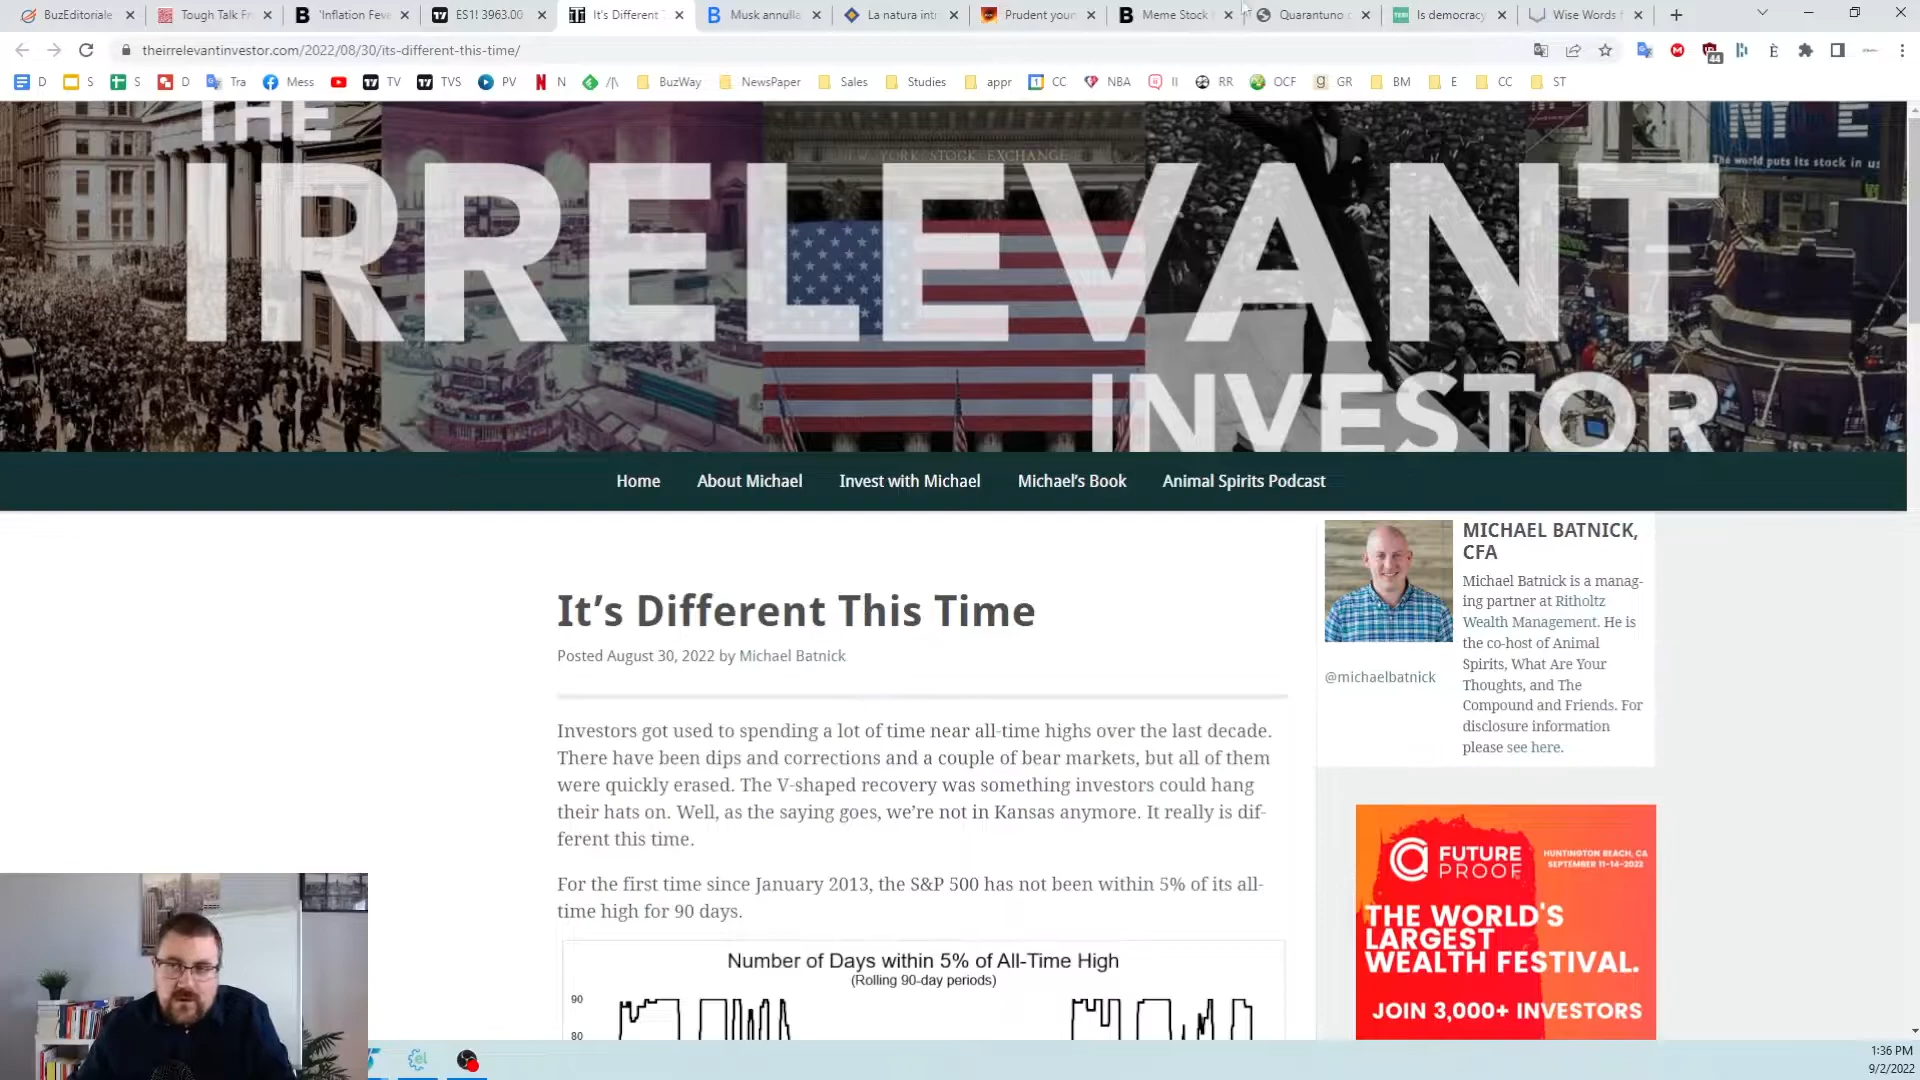 BuzEditoriale
Tough Talk Fr
'Inflation Feve
ES1! 3963.00
It's Different T
Musk annulla
La natura intr
Prudent youn
Meme Stock
Quarantuno c
Is democracy
Wise Words f
theirrelevantinvestor.com/2022/08/30/its-different-this-time/
44
D
S
S
D
Tra
Mess
TV
TVS
PV
N
BuzWay
NewsPaper
Sales
Studies
appr
CC
NBA
II
RR
OCF
GR
BM
E
CC
ST
THE
IRRELEVANT
INVESTOR
NEW YORK STOCK EXCHANGE
The world puts its stock in us
Home
About Michael
Invest with Michael
Michael's Book
Animal Spirits Podcast
It's Different This Time
Posted August 30, 2022 by Michael Batnick
Investors got used to spending a lot of time near all-time highs over the last decade.
There have been dips and corrections and a couple of bear markets, but all of them
were quickly erased. The V-shaped recovery was something investors could hang
their hats on. Well, as the saying goes, we're not in Kansas anymore. It really is dif-
ferent this time.
For the first time since January 2013, the S&P 500 has not been within 5% of its all-
time high for 90 days.
Number of Days within 5% of All-Time High
(Rolling 90-day periods)
90
80
MICHAEL BATNICK,
CFA
Michael Batnick is a manag-
ing partner at Ritholtz
Wealth Management. He is
the co-host of Animal
Spirits, What Are Your
Thoughts, and The
Compound and Friends. For
disclosure information
please see here.
@michaelbatnick
FUTURE
PROOF
HUNTINGTON BEACH, CA
SEPTEMBER 11-14-2022
THE WORLD'S
LARGEST
WEALTH FESTIVAL.
JOIN 3,000+ INVESTORS
1:36 PM
9/2/2022